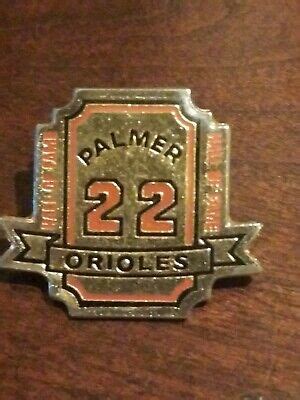 PALMER
HALL OF FAME
22
HALL OF FAME
ORIOLES